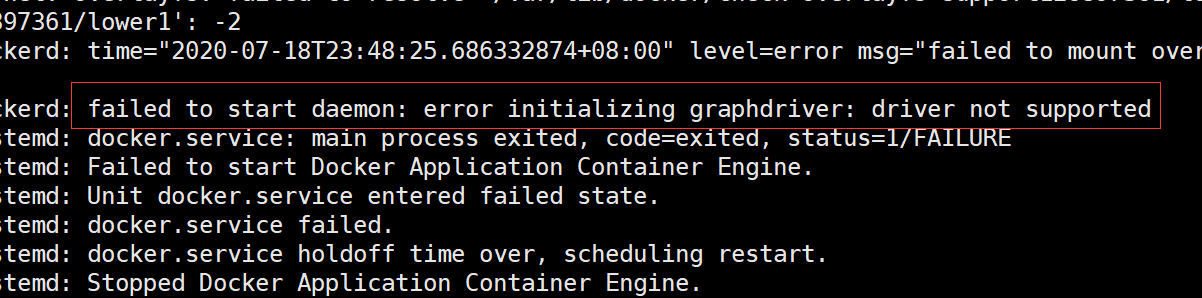 397361/lower1': -2
ckerd: time="2020-07-18T23:48:25.686332874+08:00" level=error msg="failed to mount over
ckerd: failed to start daemon: error initializing graphdriver: driver not supported
stemd: docker.service: main process exited, code=exited, status=1/FAILURE
stemd: Failed to start Docker Application Container Engine.
stemd: Unit docker.service entered failed state.
stemd: docker.service failed.
stemd: docker.service holdoff time over, scheduling restart.
stemd: Stopped Docker Application Container Engine.